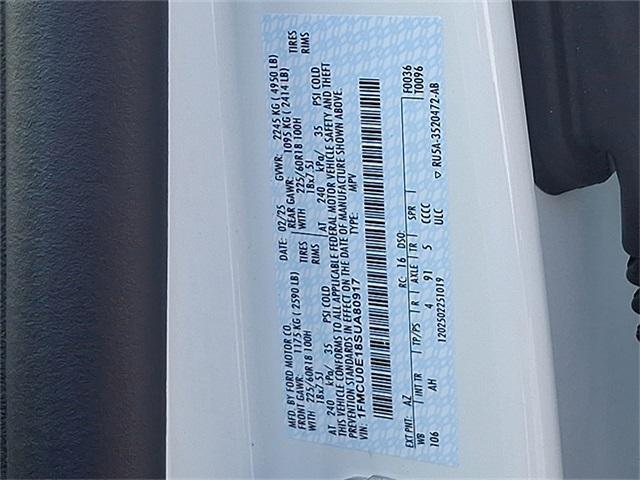 MFD. BY FORD MOTOR CO. DATE: 02/25 GVWR: 2245 KG ( 4950 LB)
FRONT GAWR: 1175 KG ( 2590 LB) REAR GAWR: 1095 KG ( 2414 LB)
WITH 225/60R18 100H TIRES WITH 225/60R18 100H TIRES
18x7.5J RIMS 18x7.5J RIMS
AT 240 kPa/ 35 PSI COLD AT 240 kPa/ 35 PSI COLD
THIS VEHICLE CONFORMS TO ALL APPLICABLE FEDERAL MOTOR VEHICLE SAFETY AND THEFT
PREVENTION STANDARDS IN EFFECT ON THE DATE OF MANUFACTURE SHOWN ABOVE.
VIN: 1FMCU0E18SUA80917 TYPE: MPV
EXT PNT: AZ RC: 16 DSO: F0036
WB INT TR TP/PS R AXLE TR SPR T0096
106 AH 4 91 5 CCCC
ULC
1202502251019 RU5A-3520472-AB